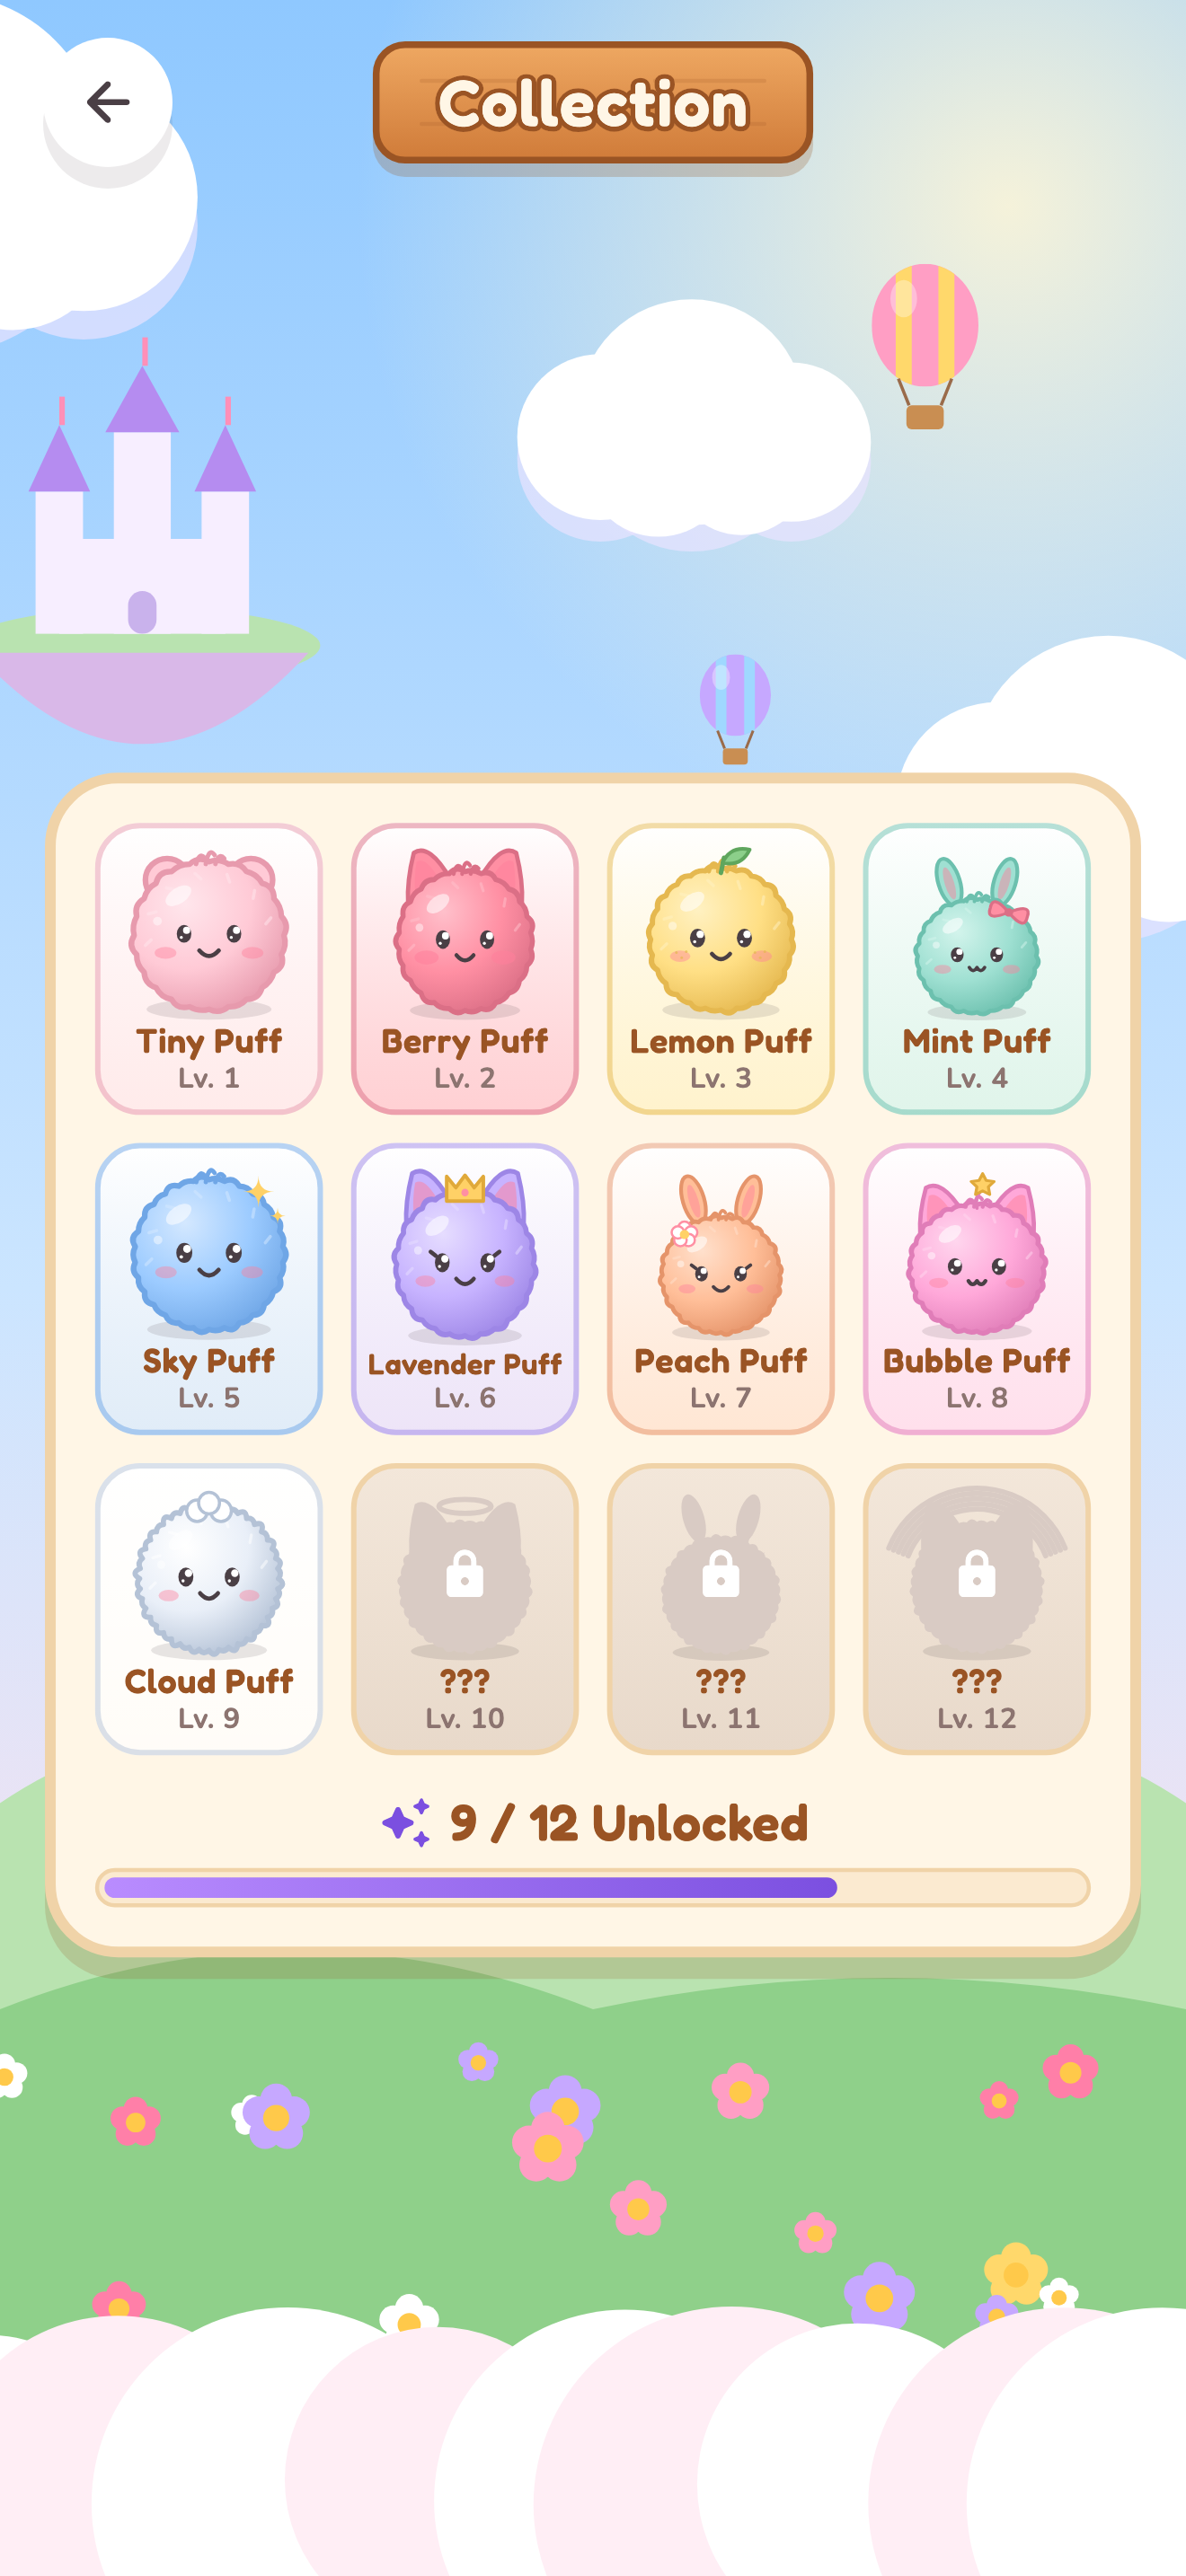 Collection
Tiny Puff
Lv. 1
Berry Puff
Lv. 2
Lemon Puff
Lv. 3
Mint Puff
Lv. 4
Sky Puff
Lv. 5
Lavender Puff
Lv. 6
Peach Puff
Lv. 7
Bubble Puff
Lv. 8
Cloud Puff
Lv. 9
???
Lv. 10
???
Lv. 11
???
Lv. 12
9 / 12 Unlocked